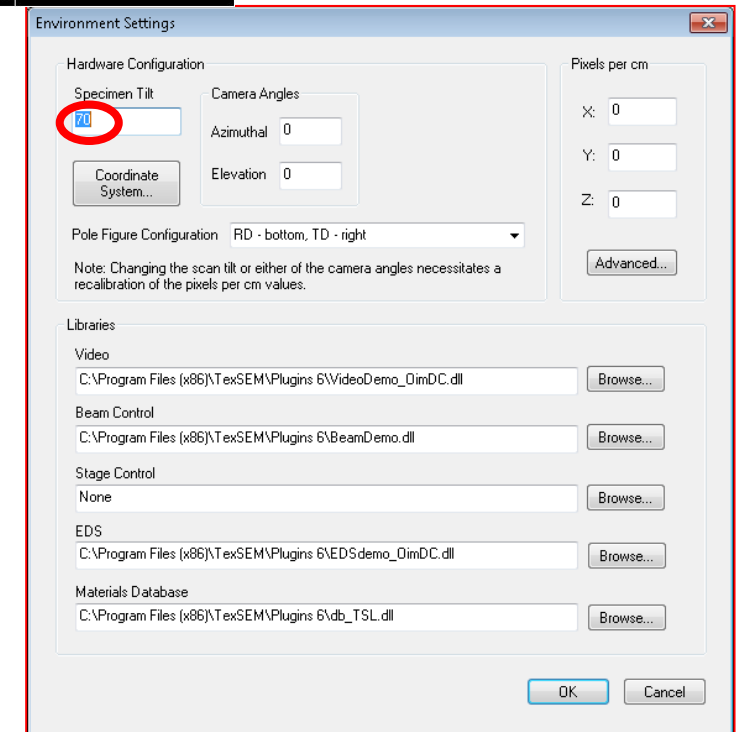 Environment Settings
Hardware Configuration
Specimen Tilt
70
Coordinate
System...
Camera Angles
Azimuthal 0
Elevation 0
Pole Figure Configuration RD - bottom, TD - right
Note: Changing the scan tilt or either of the camera angles necessitates a
recalibration of the pixels per cm values.
Pixels per cm
X: 0
Y: 0
Z: 0
Advanced...
Libraries
Video
C:\Program Files (x86)\TexSEM\Plugins 6\VideoDemo_OimDC.dll Browse...
Beam Control
C:\Program Files (x86)\TexSEM\Plugins 6\BeamDemo.dll Browse...
Stage Control
None Browse...
EDS
C:\Program Files (x86)\TexSEM\Plugins 6\EDSdemo_OimDC.dll Browse...
Materials Database
C:\Program Files (x86)\TexSEM\Plugins 6\db_TSL.dll Browse...
OK Cancel